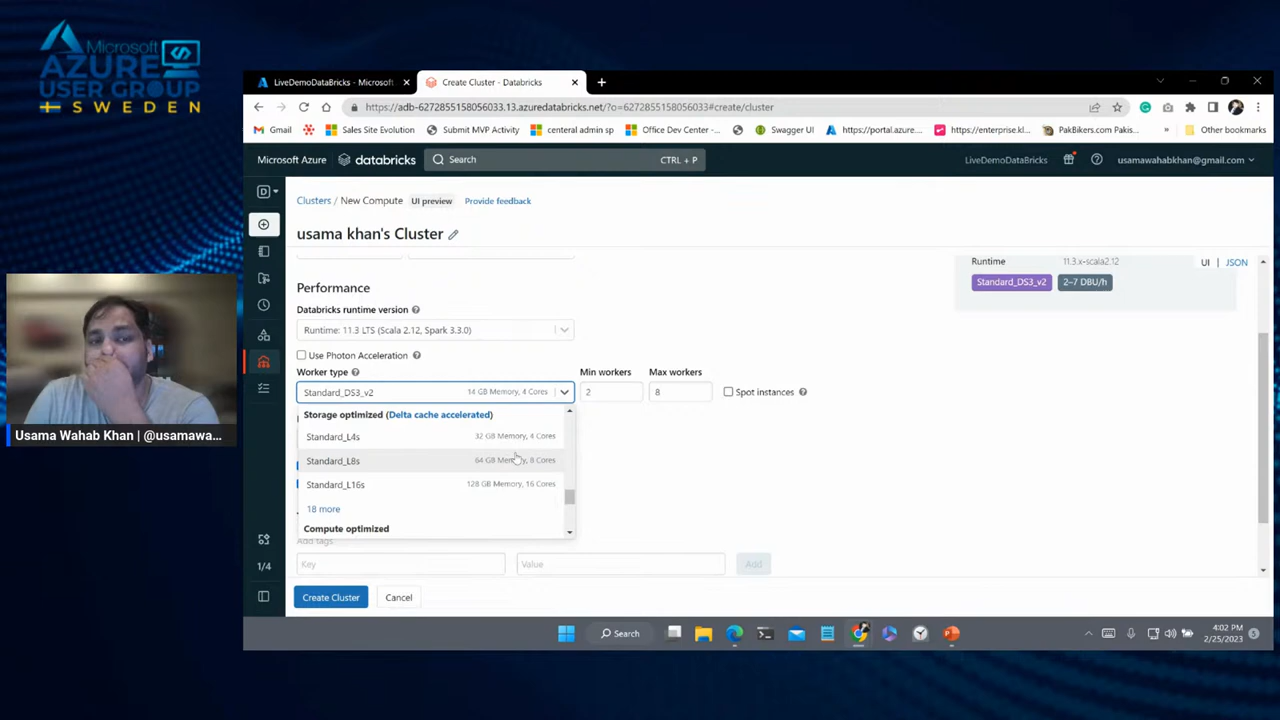 Microsoft
AZURE
USER GROUP
SWEDEN
LiveDemoDataBricks - Microsoft
Create Cluster - Databricks
https://adb-6272855158056033.13.azuredatabricks.net/?o=6272855158056033#create/cluster
Gmail
Sales Site Evolution
Submit MVP Activity
centeral admin sp
Office Dev Center -...
Swagger UI
https://portal.azure....
https://enterprise.kl...
PakBikers.com Pakis...
»
Other bookmarks
Microsoft Azure
databricks
Search
CTRL + P
LiveDemoDataBricks
usamawahabkhan@gmail.com
D
Clusters / New Compute
UI preview
Provide feedback
usama khan's Cluster
Performance
Runtime
11.3.x-scala2.12
UI | JSON
Standard_DS3_v2
2–7 DBU/h
Databricks runtime version
Runtime: 11.3 LTS (Scala 2.12, Spark 3.3.0)
Use Photon Acceleration
Worker type
Min workers
Max workers
Standard_DS3_v2
14 GB Memory, 4 Cores
2
8
Spot instances
Storage optimized (Delta cache accelerated)
Standard_L4s
32 GB Memory, 4 Cores
Standard_L8s
64 GB Memory, 8 Cores
Standard_L16s
128 GB Memory, 16 Cores
18 more
Compute optimized
Add tags
Key
Value
Add
1/4
Create Cluster
Cancel
Usama Wahab Khan | @usamawa...
Search
4:02 PM
2/25/2023